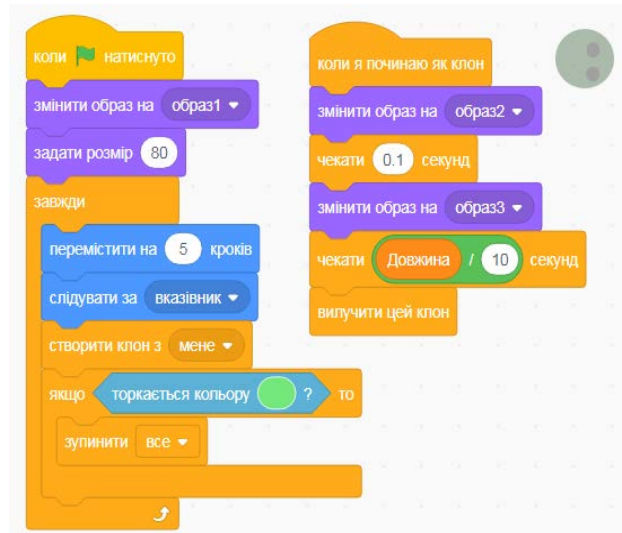 коли натиснуто
змінити образ на образ1
задати розмір 80
завжди
перемістити на 5 кроків
слідувати за вказівник
створити клон з мене
якщо торкається кольору ? то
зупинити все
коли я починаю як клон
змінити образ на образ2
чекати 0.1 секунд
змінити образ на образ3
чекати Довжина / 10 секунд
вилучити цей клон